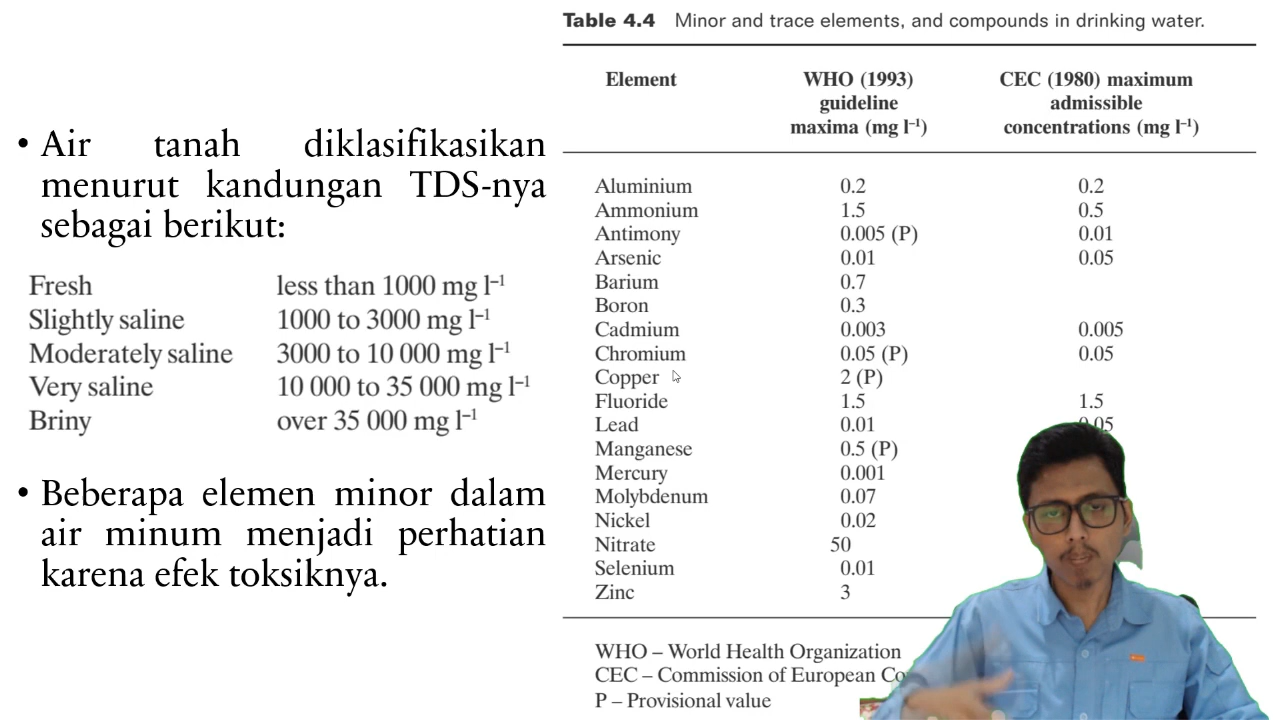 • Air tanah diklasifikasikan
menurut kandungan TDS-nya
sebagai berikut:
Fresh less than 1000 mg l⁻¹
Slightly saline 1000 to 3000 mg l⁻¹
Moderately saline 3000 to 10 000 mg l⁻¹
Very saline 10 000 to 35 000 mg l⁻¹
Briny over 35 000 mg l⁻¹
• Beberapa elemen minor dalam
air minum menjadi perhatian
karena efek toksiknya.
Table 4.4 Minor and trace elements, and compounds in drinking water.
Element WHO (1993) CEC (1980) maximum
guideline admissible
maxima (mg l⁻¹) concentrations (mg l⁻¹)
Aluminium 0.2 0.2
Ammonium 1.5 0.5
Antimony 0.005 (P) 0.01
Arsenic 0.01 0.05
Barium 0.7
Boron 0.3
Cadmium 0.003 0.005
Chromium 0.05 (P) 0.05
Copper 2 (P)
Fluoride 1.5 1.5
Lead 0.01 0.05
Manganese 0.5 (P)
Mercury 0.001
Molybdenum 0.07
Nickel 0.02
Nitrate 50
Selenium 0.01
Zinc 3
WHO – World Health Organization
CEC – Commission of European
P – Provisional value